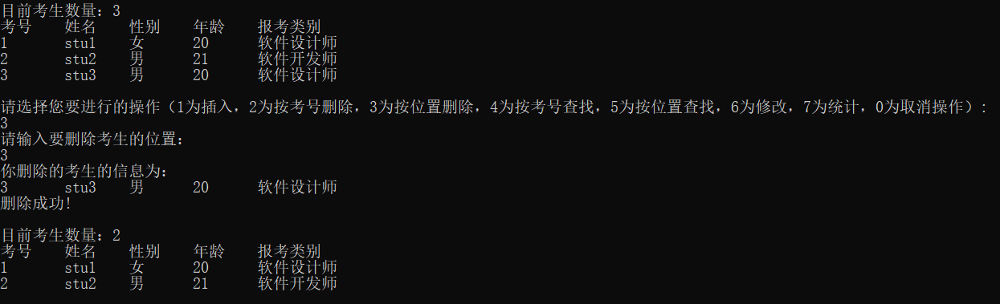 目前考生数量：3
考号 姓名 性别 年龄 报考类别
1 stu1 女 20 软件设计师
2 stu2 男 21 软件开发师
3 stu3 男 20 软件设计师
请选择您要进行的操作（1为插入，2为按考号删除，3为按位置删除，4为按考号查找，5为按位置查找，6为修改，7为统计，0为取消操作）:
3
请输入要删除考生的位置：
3
你删除的考生的信息为：
3 stu3 男 20 软件设计师
删除成功!
目前考生数量：2
考号 姓名 性别 年龄 报考类别
1 stu1 女 20 软件设计师
2 stu2 男 21 软件开发师